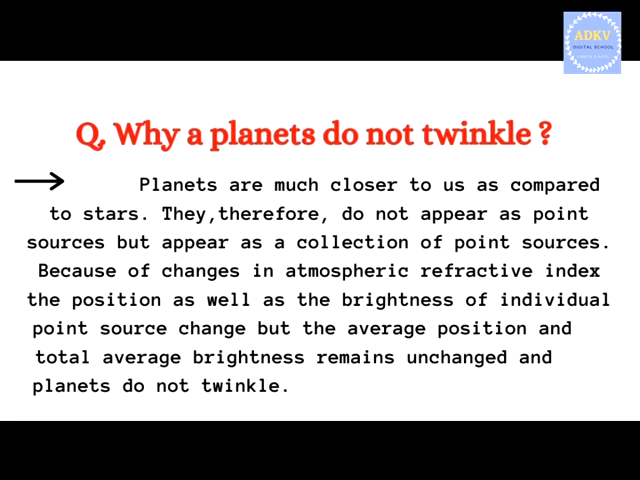 ADKV
DIGITAL SCHOOL
Q. Why a planets do not twinkle ?
Planets are much closer to us as compared
to stars. They,therefore, do not appear as point
sources but appear as a collection of point sources.
Because of changes in atmospheric refractive index
the position as well as the brightness of individual
point source change but the average position and
total average brightness remains unchanged and
planets do not twinkle.